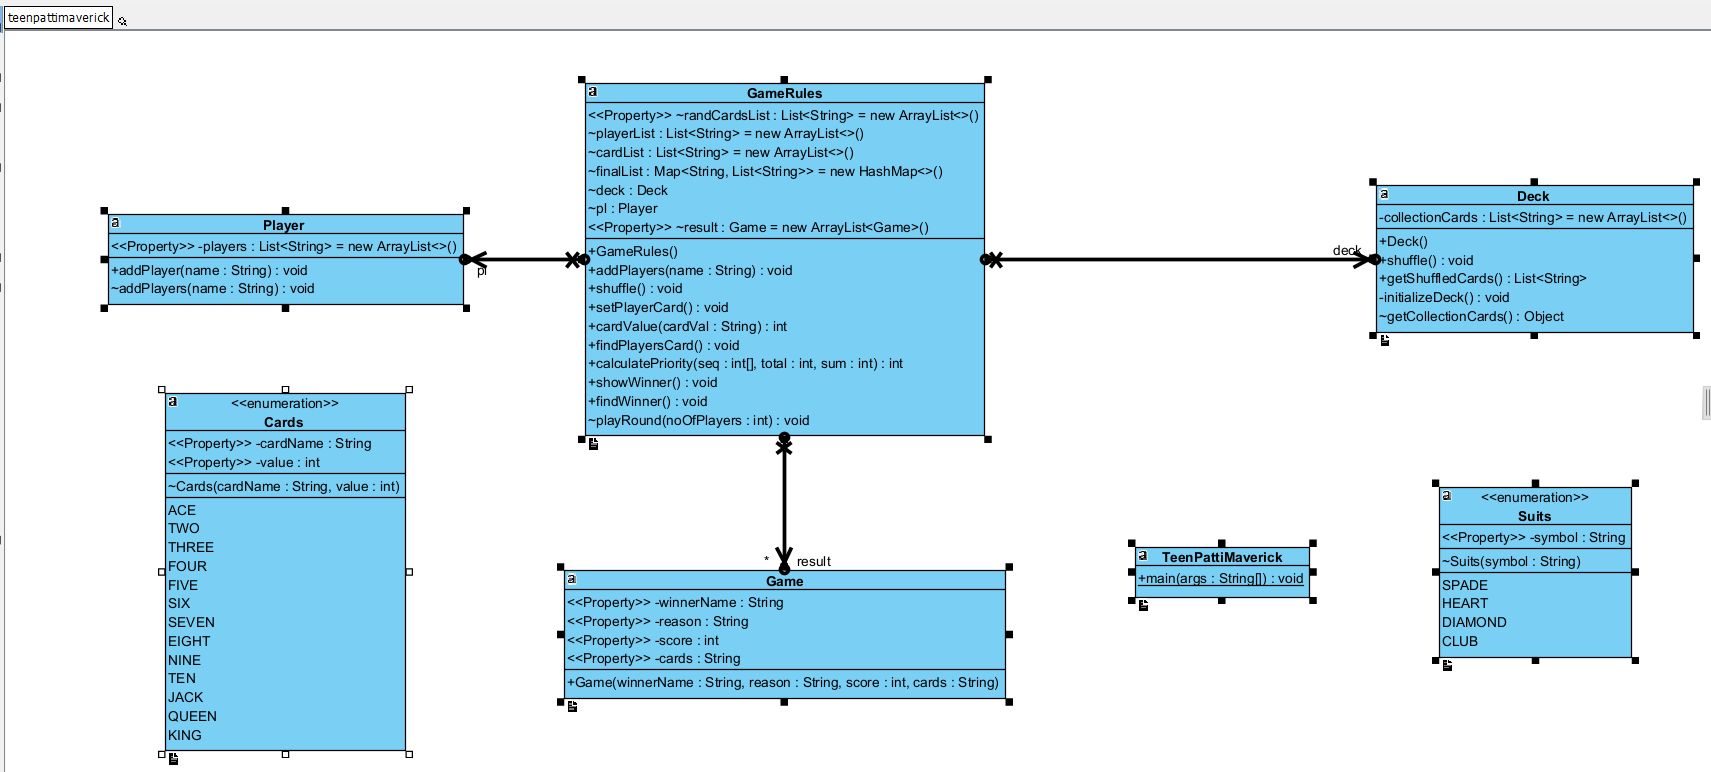 teenpattimaverick
GameRules
<<Property>> ~randCardsList : List<String> = new ArrayList<>()
~playerList : List<String> = new ArrayList<>()
~cardList : List<String> = new ArrayList<>()
~finalList : Map<String, List<String>> = new HashMap<>()
~deck : Deck
~pl : Player
<<Property>> ~result : Game = new ArrayList<Game>()
+GameRules()
+addPlayers(name : String) : void
+shuffle() : void
+setPlayerCard() : void
+cardValue(cardVal : String) : int
+findPlayersCard() : void
+calculatePriority(seq : int[], total : int, sum : int) : int
+showWinner() : void
+findWinner() : void
~playRound(noOfPlayers : int) : void
Player
<<Property>> -players : List<String> = new ArrayList<>()
+addPlayer(name : String) : void
~addPlayers(name : String) : void
pl
deck
Deck
-collectionCards : List<String> = new ArrayList<>()
+Deck()
+shuffle() : void
+getShuffledCards() : List<String>
-initializeDeck() : void
~getCollectionCards() : Object
<<enumeration>>
Cards
<<Property>> -cardName : String
<<Property>> -value : int
~Cards(cardName : String, value : int)
ACE
TWO
THREE
FOUR
FIVE
SIX
SEVEN
EIGHT
NINE
TEN
JACK
QUEEN
KING
* result
Game
<<Property>> -winnerName : String
<<Property>> -reason : String
<<Property>> -score : int
<<Property>> -cards : String
+Game(winnerName : String, reason : String, score : int, cards : String)
TeenPattiMaverick
+main(args : String[]) : void
<<enumeration>>
Suits
<<Property>> -symbol : String
~Suits(symbol : String)
SPADE
HEART
DIAMOND
CLUB